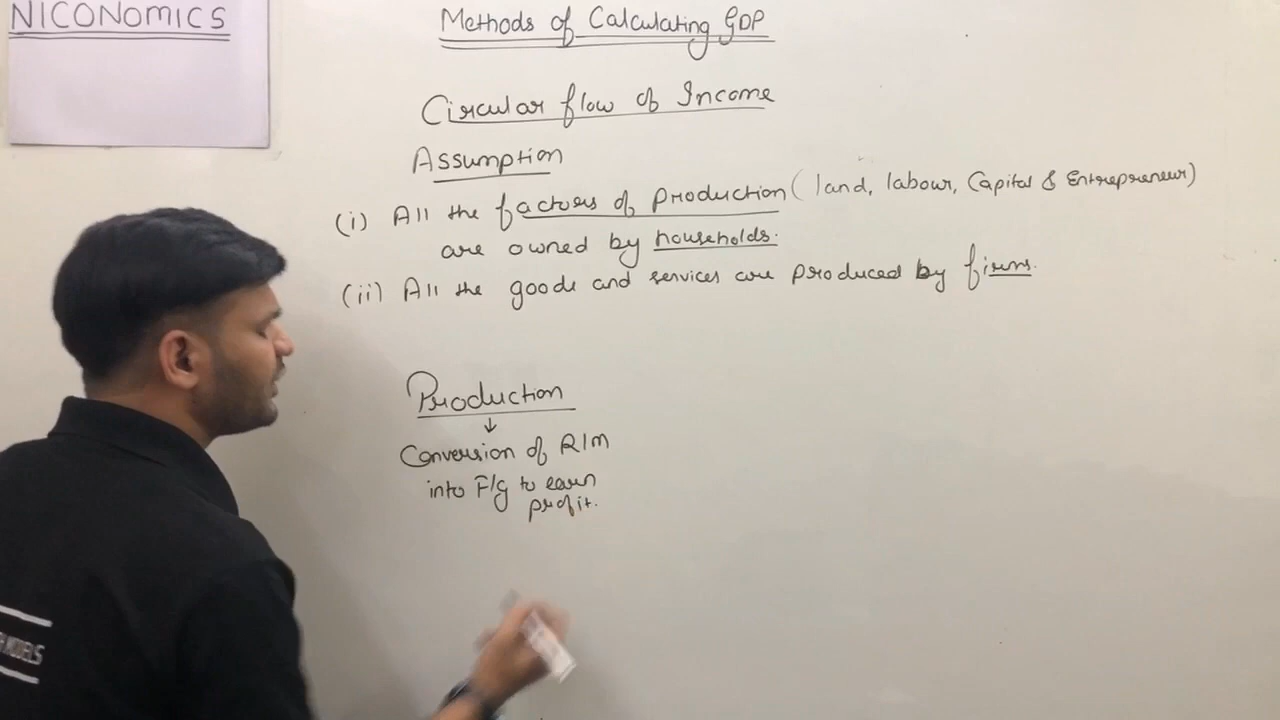 NICONOMICS
Methods of Calculating GDP
Circular flow of Income
Assumption
(i) All the factors of production (land, labour, Capital & Entrepreneur)
are owned by households.
(ii) All the goods and services are produced by firms.
Production
↓
Conversion of R/M
into F/g to earn
profit.
MODELS